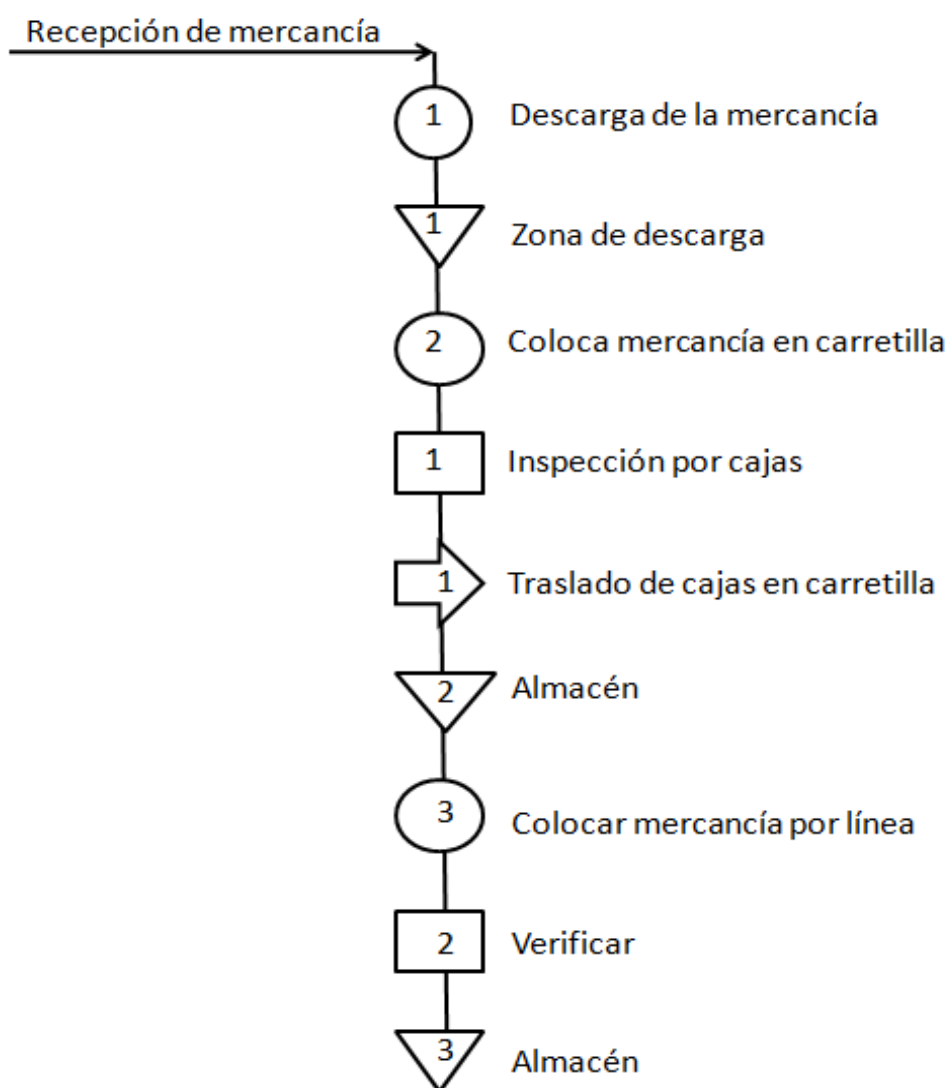 Recepción de mercancía
1 Descarga de la mercancía
1 Zona de descarga
2 Coloca mercancía en carretilla
1 Inspección por cajas
1 Traslado de cajas en carretilla
2 Almacén
3 Colocar mercancía por línea
2 Verificar
3 Almacén